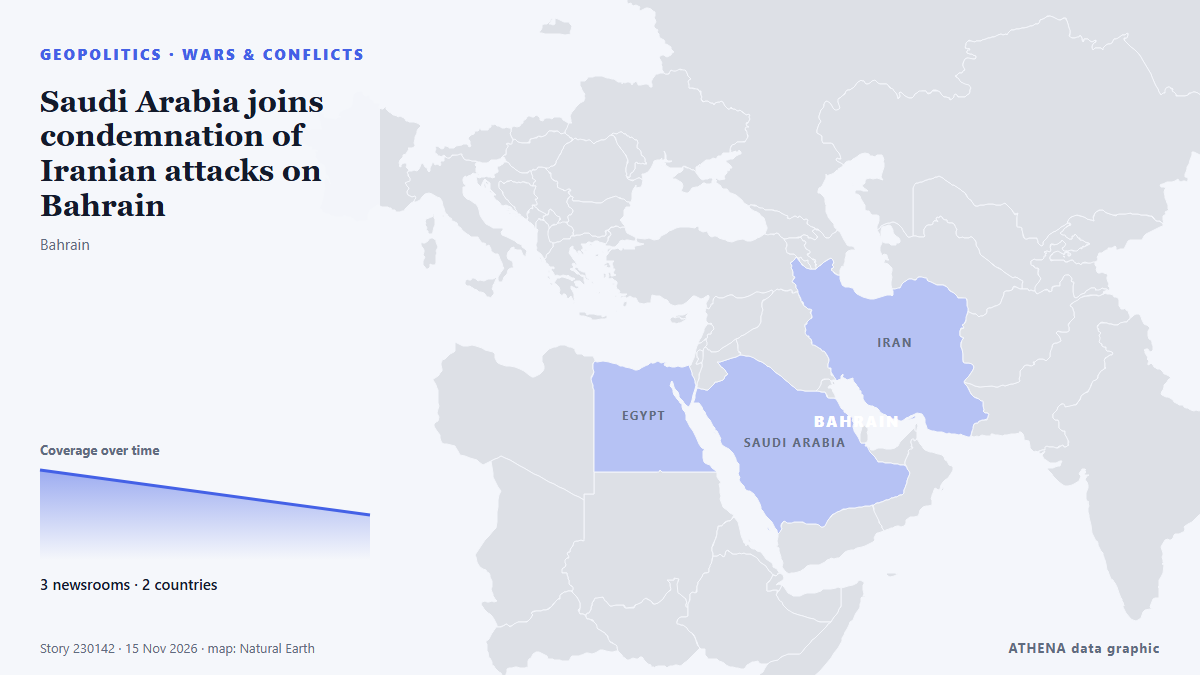 GEOPOLITICS · WARS & CONFLICTS
Saudi Arabia joins
condemnation of
Iranian attacks on
Bahrain
Bahrain
IRAN
EGYPT
BAHRAIN
SAUDI ARABIA
Coverage over time
3 newsrooms · 2 countries
Story 230142 · 15 Nov 2026 · map: Natural Earth
ATHENA data graphic